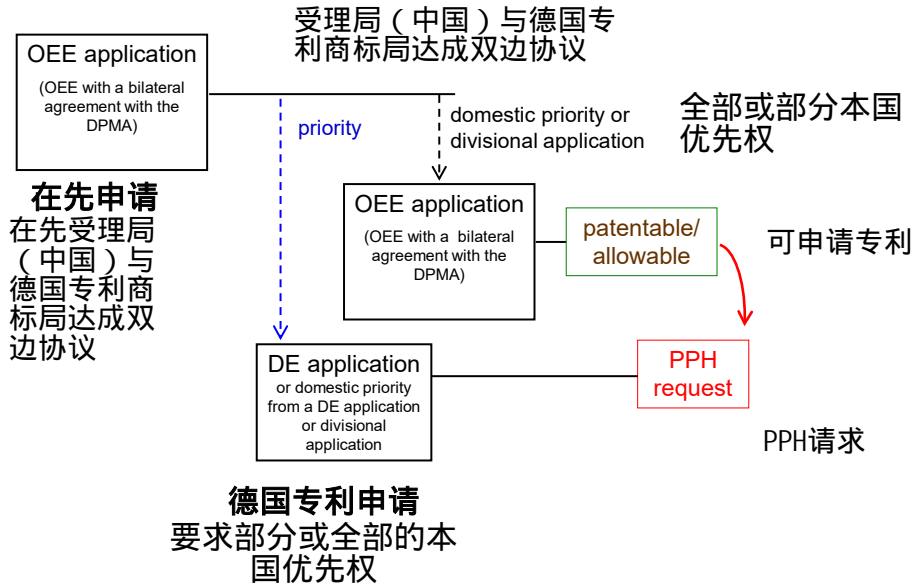 受理局（中国）与德国专
利商标局达成双边协议
OEE application
(OEE with a bilateral
agreement with the
DPMA)
priority
domestic priority or
divisional application
全部或部分本国
优先权
在先申请
在先受理局
（中国）与
德国专利商
标局达成双
边协议
OEE application
(OEE with a bilateral
agreement with the
DPMA)
patentable/
allowable
可申请专利
DE application
or domestic priority
from a DE application
or divisional
application
PPH
request
PPH请求
德国专利申请
要求部分或全部的本
国优先权